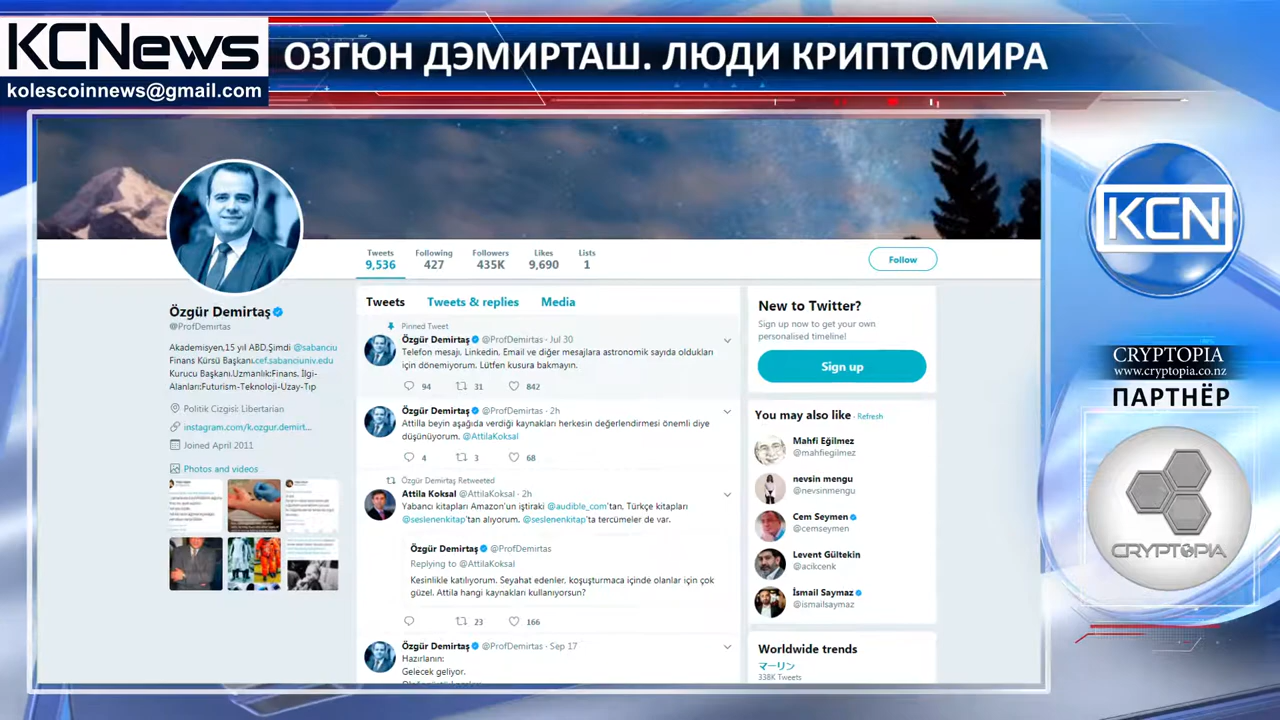 KCNews
kolescoinnews@gmail.com
ОЗГЮН ДЭМИРТАШ. ЛЮДИ КРИПТОМИРА
Tweets
9,536
Following
427
Followers
435K
Likes
9,690
Lists
1
Follow
Özgür Demirtaş
@ProfDemirtas
Akademisyen,15 yıl ABD.Şimdi @sabanciu
Finans Kürsü Başkanı.cef.sabanciuniv.edu
Kurucu Başkanı.Uzmanlık:Finans. İlgi-
Alanları:Futurism-Teknoloji-Uzay-Tıp
Politik Cizgisi: Libertarian
instagram.com/k.ozgur.demirt...
Joined April 2011
Photos and videos
Tweets
Tweets & replies
Media
Pinned Tweet
Özgür Demirtaş @ProfDemirtas · Jul 30
Telefon mesajı, Linkedin, Email ve diğer mesajlara astronomik sayıda oldukları
için dönemiyorum. Lütfen kusura bakmayın.
94 31 842
Özgür Demirtaş @ProfDemirtas · 2h
Attilla beyin aşağıda verdiği kaynakları herkesin değerlendirmesi önemli diye
düşünüyorum. @AttilaKoksal
4 3 68
Özgür Demirtaş Retweeted
Attila Koksal @AttilaKoksal · 2h
Yabancı kitapları Amazon'un iştiraki @audible_com'tan. Türkçe kitapları
@seslenenkitap'tan alıyorum. @seslenenkitap'ta tercümeler de var.
Özgür Demirtaş @ProfDemirtas
Replying to @AttilaKoksal
Kesinlikle katılıyorum. Seyahat edenler, koşuşturmaca içinde olanlar için çok
güzel. Attila hangi kaynakları kullanıyorsun?
23 166
Özgür Demirtaş @ProfDemirtas · Sep 17
Hazırlanın:
Gelecek geliyor.
New to Twitter?
Sign up now to get your own
personalised timeline!
Sign up
You may also like · Refresh
Mahfi Eğilmez
@mahfiegilmez
nevsin mengu
@nevsinmengu
Cem Seymen
@cemseymen
Levent Gültekin
@acikcenk
İsmail Saymaz
@ismailsaymaz
Worldwide trends
マーリン
338K Tweets
KCN
CRYPTOPIA
www.cryptopia.co.nz
ПАРТНЁР
CRYPTOPIA